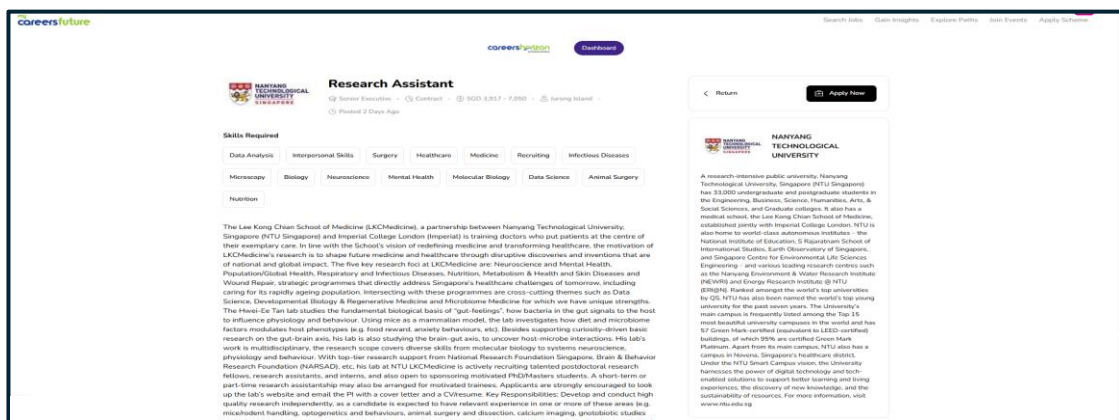 my
careersfuture
Search Jobs Gain Insights Explore Paths Join Events Apply Scheme
careershorizon
Dashboard
NANYANG
TECHNOLOGICAL
UNIVERSITY
SINGAPORE
Research Assistant
Senior Executive - Contract - SGD 3,917 - 7,050 - Jurong Island -
Posted 2 Days Ago
Skills Required
Data Analysis Interpersonal Skills Surgery Healthcare Medicine Recruiting Infectious Diseases
Microscopy Biology Neuroscience Mental Health Molecular Biology Data Science Animal Surgery
Nutrition
The Lee Kong Chian School of Medicine (LKCMedicine), a partnership between Nanyang Technological University,
Singapore (NTU Singapore) and Imperial College London (Imperial) is training doctors who put patients at the centre of
their exemplary care. In line with the School's vision of redefining medicine and transforming healthcare, the motivation of
LKCMedicine's research is to shape future medicine and healthcare through disruptive discoveries and inventions that are
of national and global impact. The five key research foci at LKCMedicine are: Neuroscience and Mental Health,
Population/Global Health, Respiratory and Infectious Diseases, Nutrition, Metabolism & Health and Skin Diseases and
Wound Repair, strategic programmes that directly address Singapore's healthcare challenges of tomorrow, including
caring for its rapidly ageing population. Intersecting with these programmes are cross-cutting themes such as Data
Science, Developmental Biology & Regenerative Medicine and Microbiome Medicine for which we have unique strengths.
The Hwei-Ee Tan lab studies the fundamental biological basis of "gut-feelings", how bacteria in the gut signals to the host
to influence physiology and behaviour. Using mice as a mammalian model, the lab investigates how diet and microbiome
factors modulates host phenotypes (e.g. food reward, anxiety behaviours, etc). Besides supporting curiosity-driven basic
research on the gut-brain axis, his lab is also studying the brain-gut axis, to uncover host-microbe interactions. His lab's
work is multidisciplinary, the research scope covers diverse skills from molecular biology to systems neuroscience,
physiology and behaviour. With top-tier research support from National Research Foundation Singapore, Brain & Behavior
Research Foundation (NARSAD), etc, his lab at NTU LKCMedicine is actively recruiting talented postdoctoral research
fellows, research assistants, and interns, and also open to sponsoring motivated PhD/Masters students. A short-term or
part-time research assistantship may also be arranged for motivated trainees. Applicants are strongly encouraged to look
up the lab's website and email the PI with a cover letter and a CV/resume. Key Responsibilities: Develop and conduct high
quality research independently, as a candidate is expected to have relevant experience in one or more of these areas (e.g.
mice/rodent handling, optogenetics and behaviours, animal surgery and dissection, calcium imaging, gnotobiotic studies
Return
Apply Now
NANYANG
TECHNOLOGICAL
UNIVERSITY
SINGAPORE
NANYANG
TECHNOLOGICAL
UNIVERSITY
A research-intensive public university, Nanyang
Technological University, Singapore (NTU Singapore)
has 33,000 undergraduate and postgraduate students in
the Engineering, Business, Science, Humanities, Arts, &
Social Sciences, and Graduate colleges. It also has a
medical school, the Lee Kong Chian School of Medicine,
established jointly with Imperial College London. NTU is
also home to world-class autonomous institutes – the
National Institute of Education, S Rajaratnam School of
International Studies, Earth Observatory of Singapore,
and Singapore Centre for Environmental Life Sciences
Engineering – and various leading research centres such
as the Nanyang Environment & Water Research Institute
(NEWRI) and Energy Research Institute @ NTU
(ERI@N). Ranked amongst the world's top universities
by QS, NTU has also been named the world's top young
university for the past seven years. The University's
main campus is frequently listed among the Top 15
most beautiful university campuses in the world and has
57 Green Mark-certified (equivalent to LEED-certified)
buildings, of which 95% are certified Green Mark
Platinum. Apart from its main campus, NTU also has a
campus in Novena, Singapore's healthcare district.
Under the NTU Smart Campus vision, the University
harnesses the power of digital technology and tech-
enabled solutions to support better learning and living
experiences, the discovery of new knowledge, and the
sustainability of resources. For more information, visit
www.ntu.edu.sg